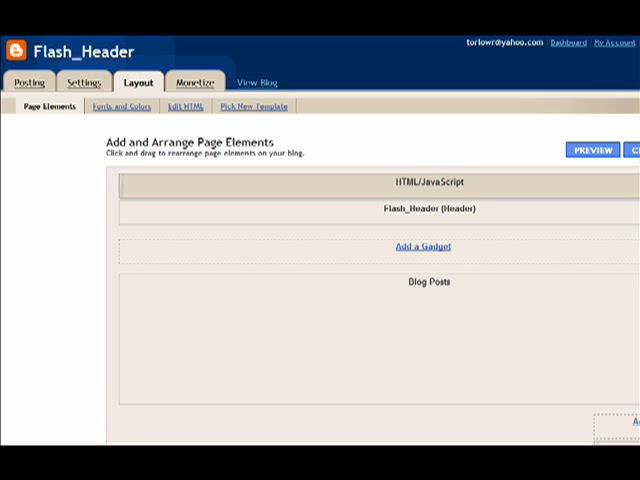 torlowr@yahoo.com Dashboard My Account
Flash_Header
Posting Settings Layout Monetize View Blog
Page Elements Fonts and Colors Edit HTML Pick New Template
Add and Arrange Page Elements
Click and drag to rearrange page elements on your blog.
PREVIEW
HTML/JavaScript
Flash_Header (Header)
Add a Gadget
Blog Posts